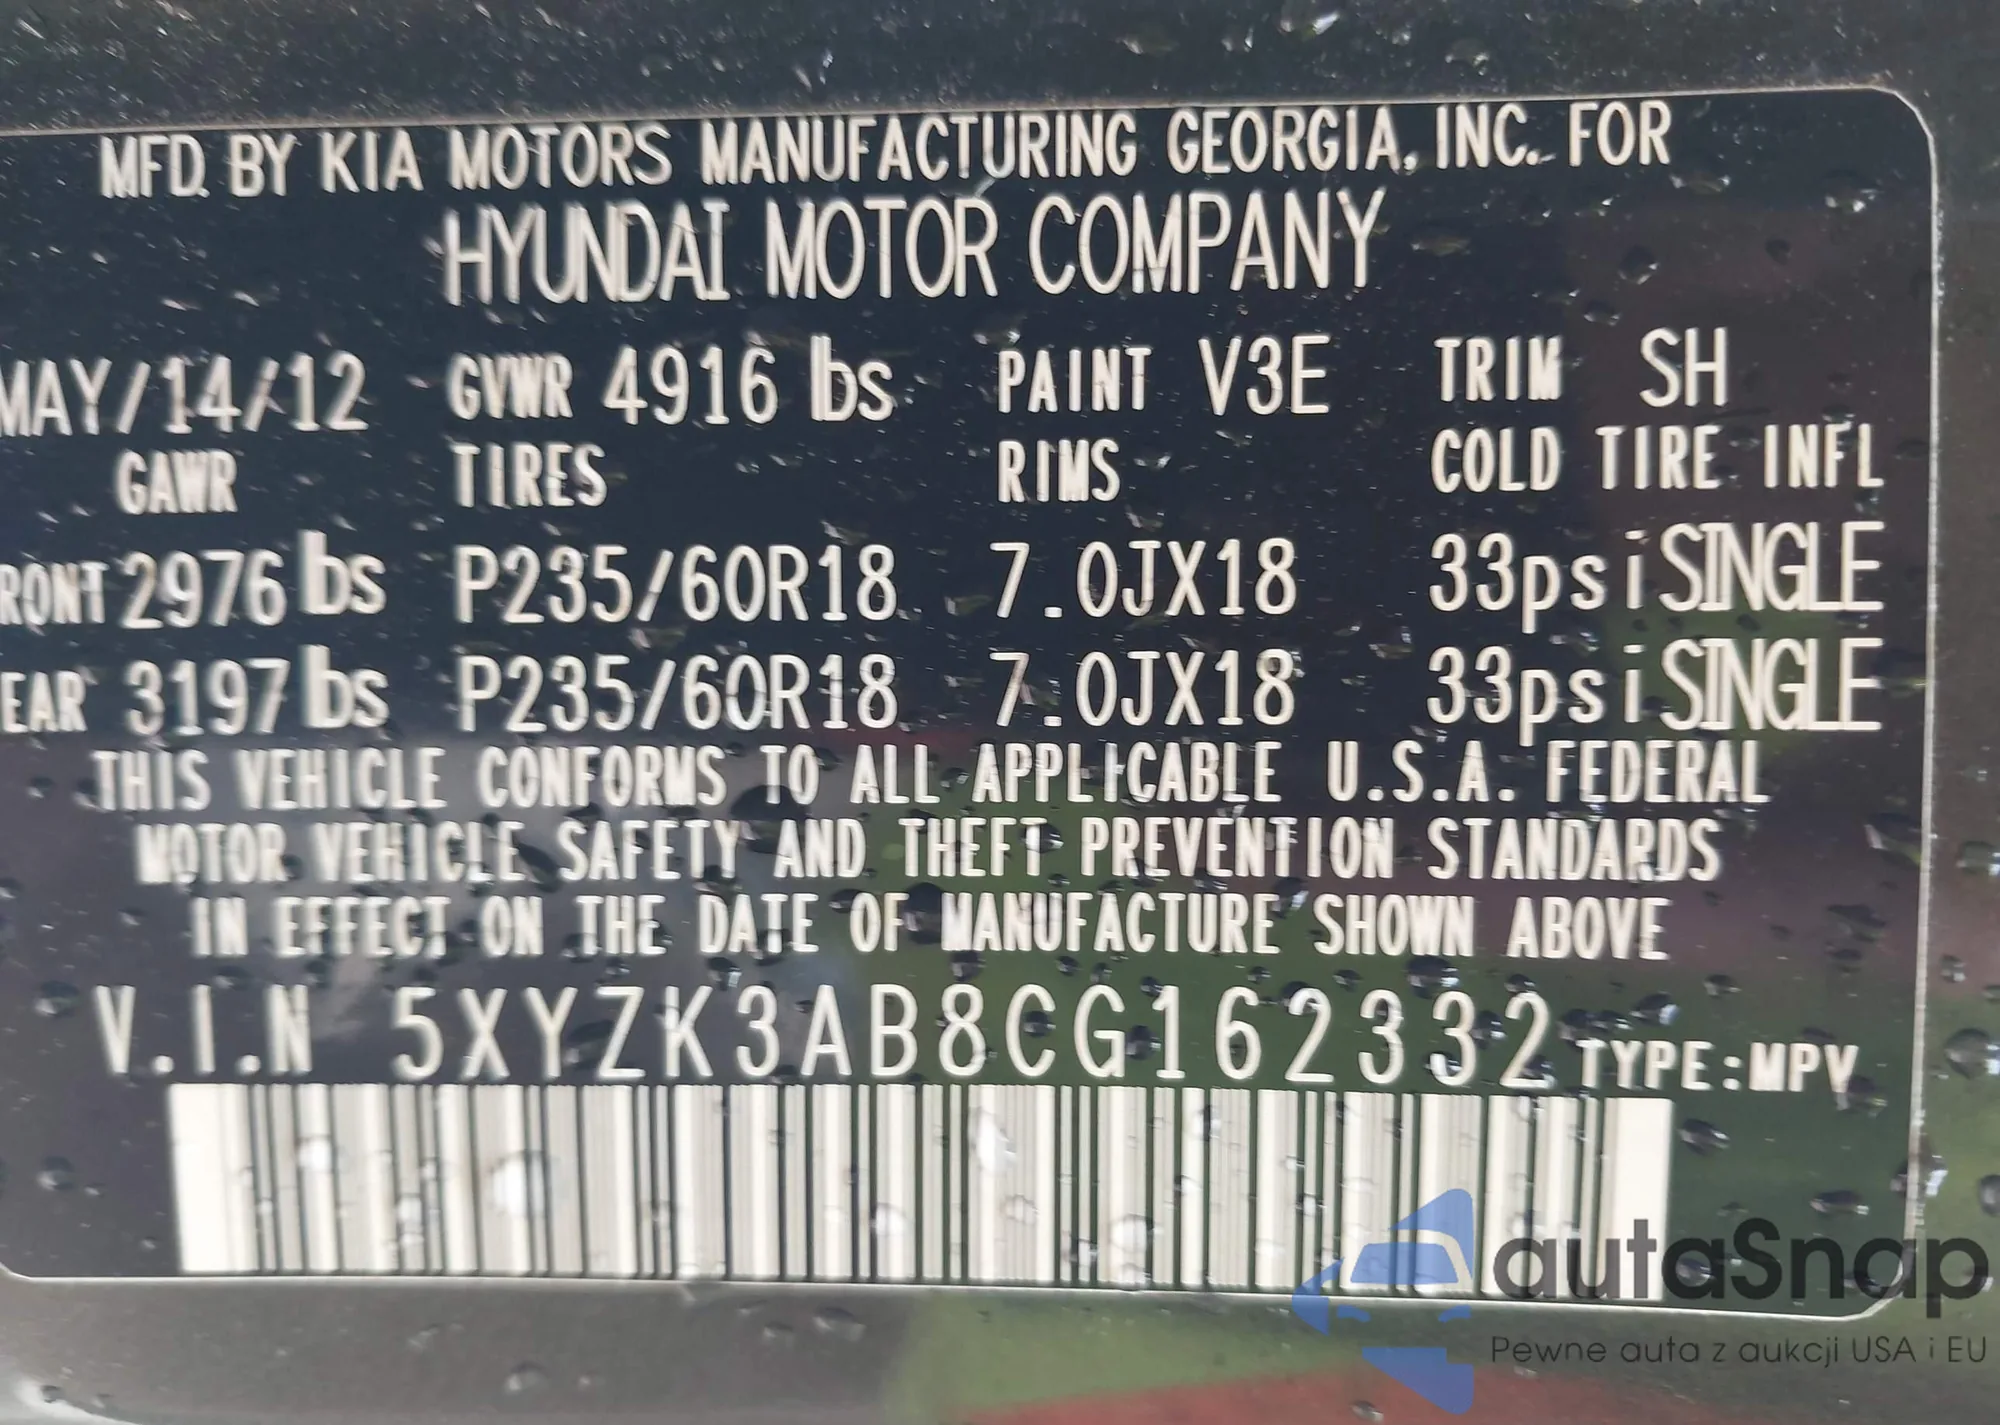 MFD. BY KIA MOTORS MANUFACTURING GEORGIA, INC. FOR
HYUNDAI MOTOR COMPANY
MAY/14/12 GVWR 4916 lbs PAINT V3E TRIM SH
GAWR TIRES RIMS COLD TIRE INFL
RONT 2976 lbs P235/60R18 7.0JX18 33psi SINGLE
EAR 3197 lbs P235/60R18 7.0JX18 33psi SINGLE
THIS VEHICLE CONFORMS TO ALL APPLICABLE U.S.A. FEDERAL
MOTOR VEHICLE SAFETY AND THEFT PREVENTION STANDARDS
IN EFFECT ON THE DATE OF MANUFACTURE SHOWN ABOVE
V.I.N 5XYZK3AB8CG162332 TYPE:MPV
autaSnap
Pewne auta z aukcji USA i EU